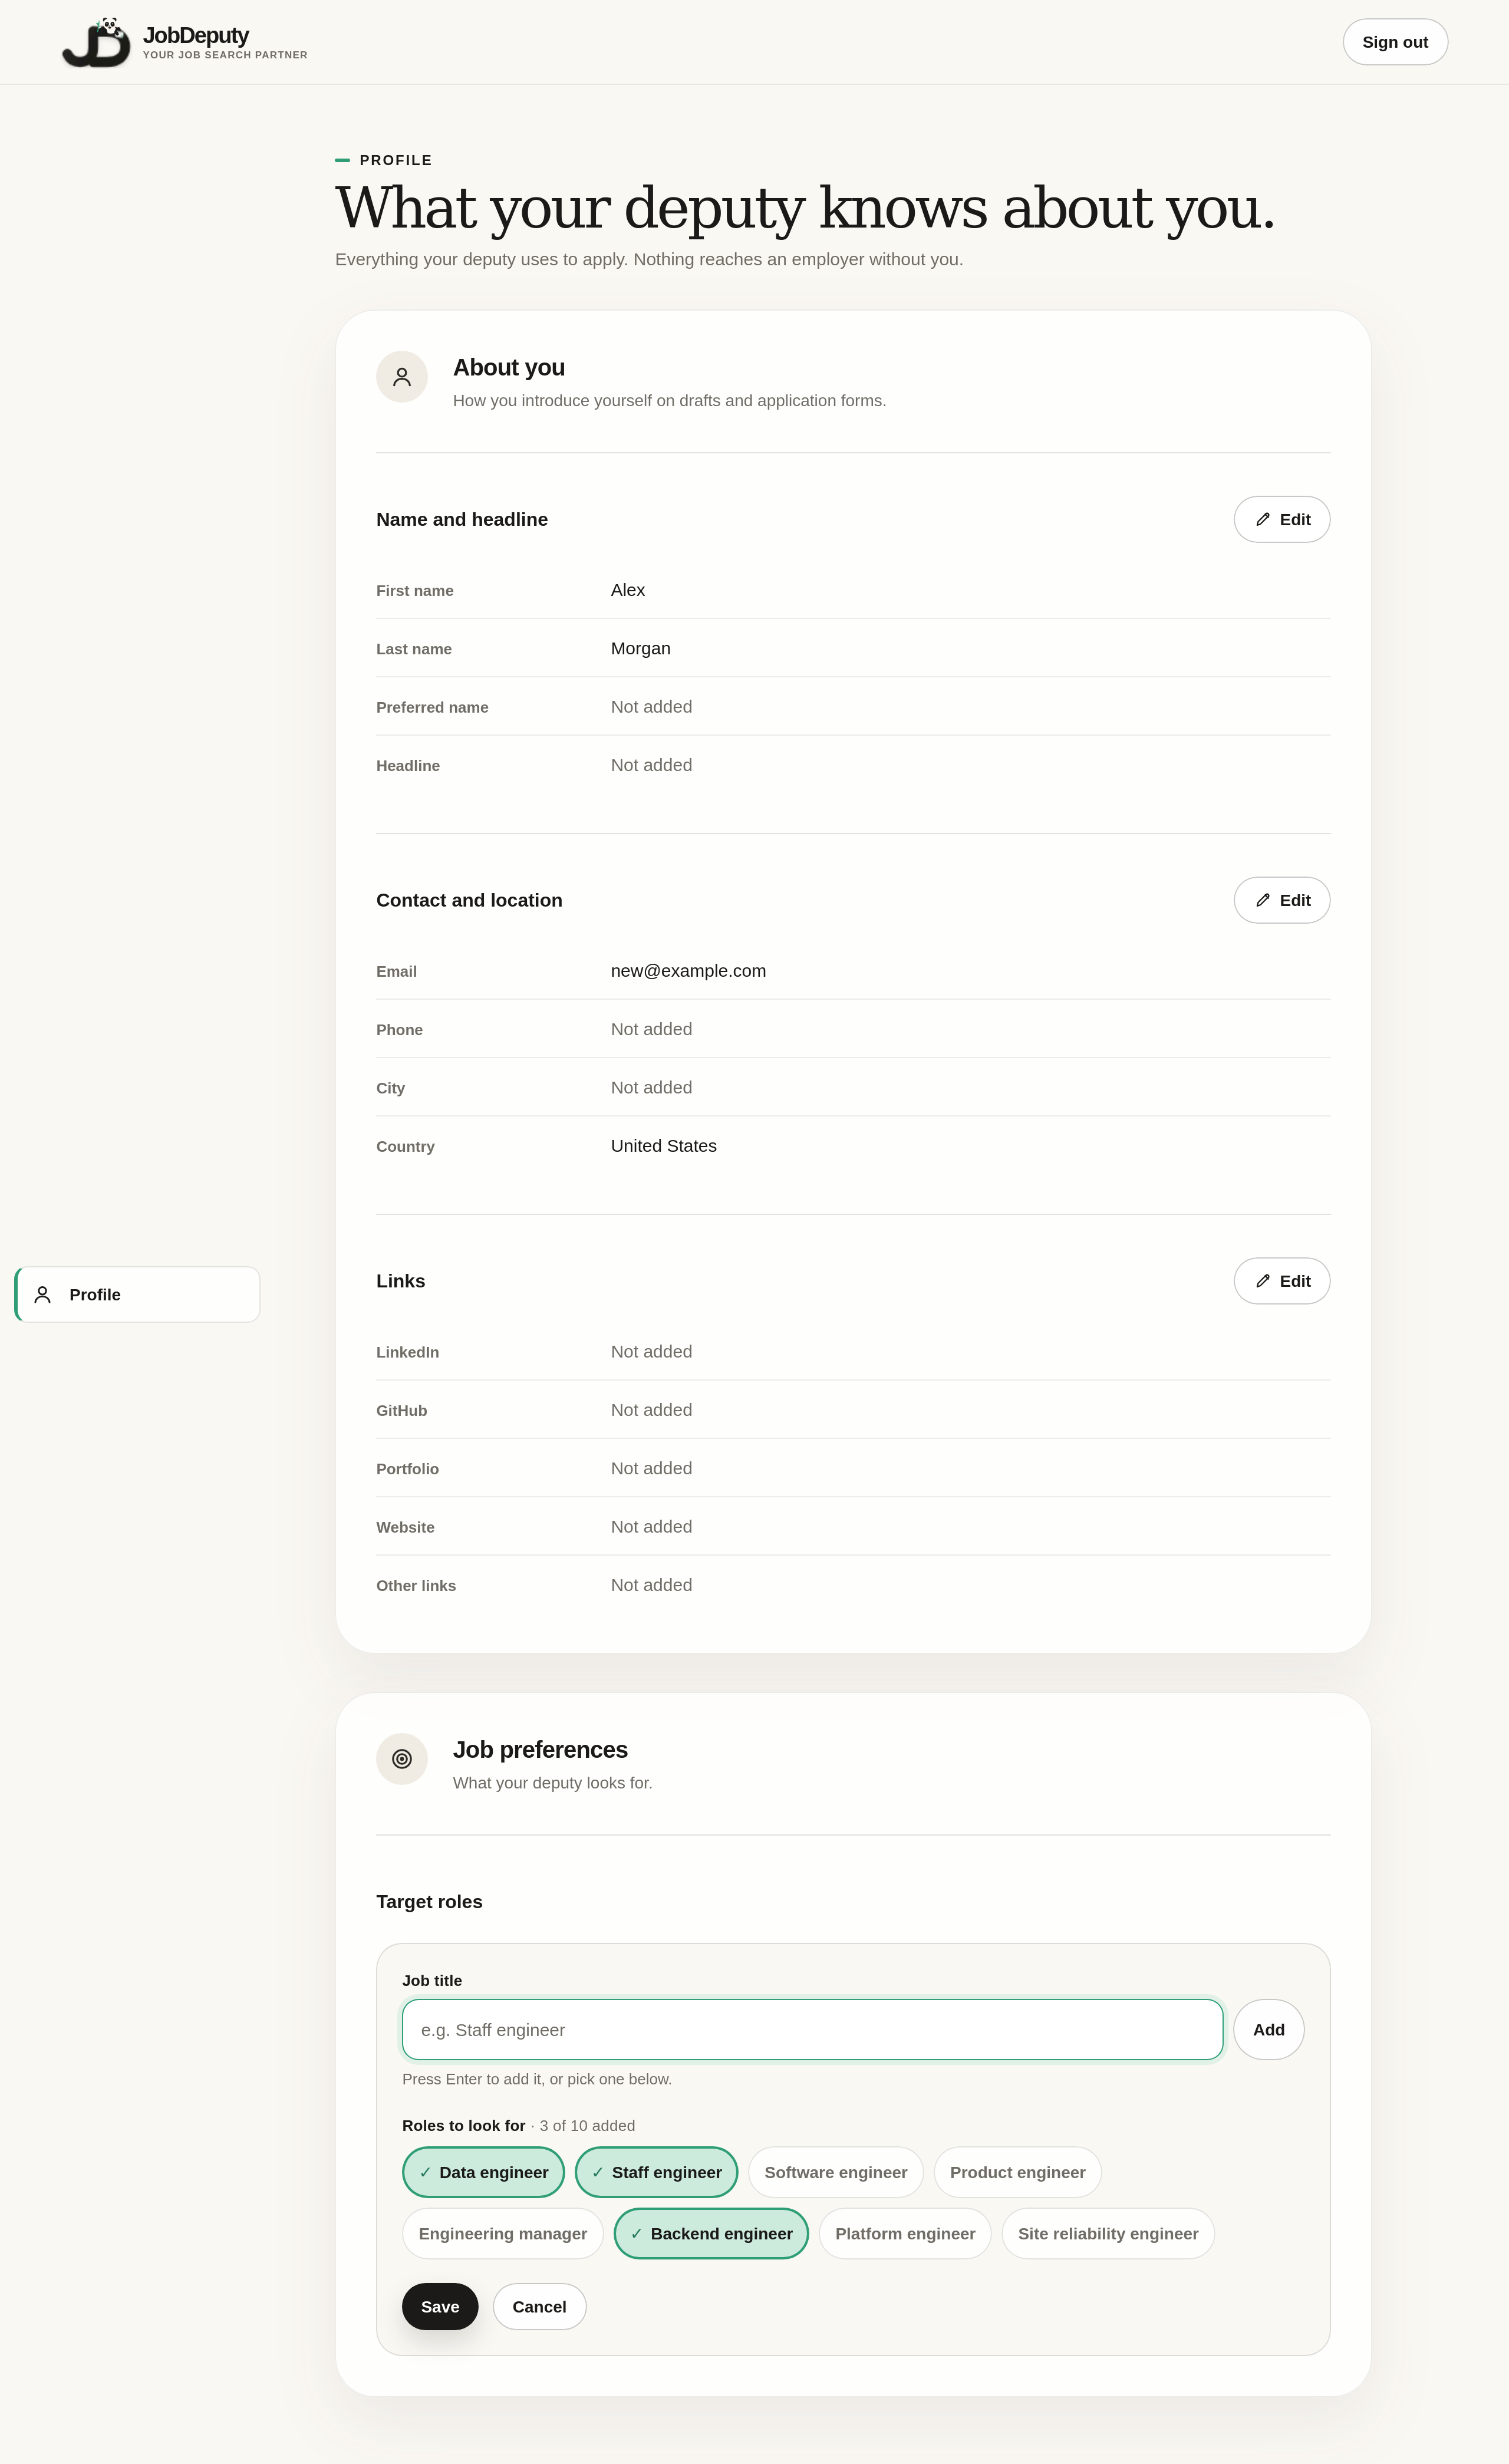 JobDeputy
YOUR JOB SEARCH PARTNER
Sign out
PROFILE
What your deputy knows about you.
Everything your deputy uses to apply. Nothing reaches an employer without you.
About you
How you introduce yourself on drafts and application forms.
Name and headline
Edit
First name Alex
Last name Morgan
Preferred name Not added
Headline Not added
Contact and location
Edit
Email new@example.com
Phone Not added
City Not added
Country United States
Profile
Links
Edit
LinkedIn Not added
GitHub Not added
Portfolio Not added
Website Not added
Other links Not added
Job preferences
What your deputy looks for.
Target roles
Job title
e.g. Staff engineer
Add
Press Enter to add it, or pick one below.
Roles to look for · 3 of 10 added
✓ Data engineer ✓ Staff engineer Software engineer Product engineer
Engineering manager ✓ Backend engineer Platform engineer Site reliability engineer
Save Cancel